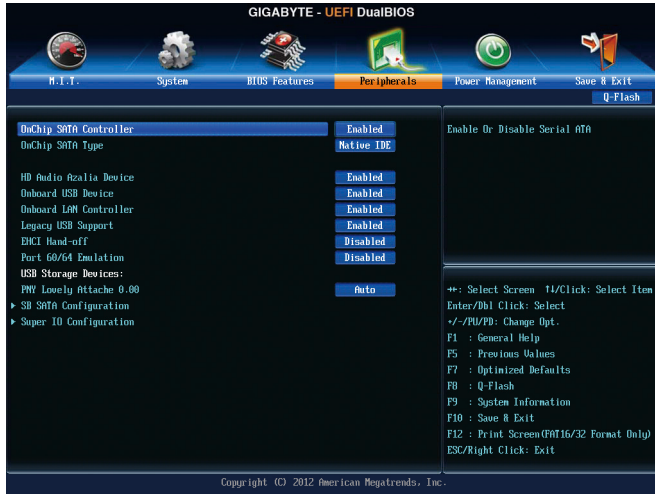 GIGABYTE - UEFI DualBIOS
M.I.T.
System
BIOS Features
Peripherals
Power Management
Save & Exit
Q-Flash
OnChip SATA Controller Enabled
OnChip SATA Type Native IDE
HD Audio Azalia Device Enabled
Onboard USB Device Enabled
Onboard LAN Controller Enabled
Legacy USB Support Enabled
EHCI Hand-off Disabled
Port 60/64 Emulation Disabled
USB Storage Devices:
PNY Lovely Attache 0.00 Auto
SB SATA Configuration
Super IO Configuration
Enable Or Disable Serial ATA
↔: Select Screen ↑↓/Click: Select Item
Enter/Dbl Click: Select
+/-/PU/PD: Change Opt.
F1 : General Help
F5 : Previous Values
F7 : Optimized Defaults
F8 : Q-Flash
F9 : System Information
F10 : Save & Exit
F12 : Print Screen(FAT16/32 Format Only)
ESC/Right Click: Exit
Copyright (C) 2012 American Megatrends, Inc.